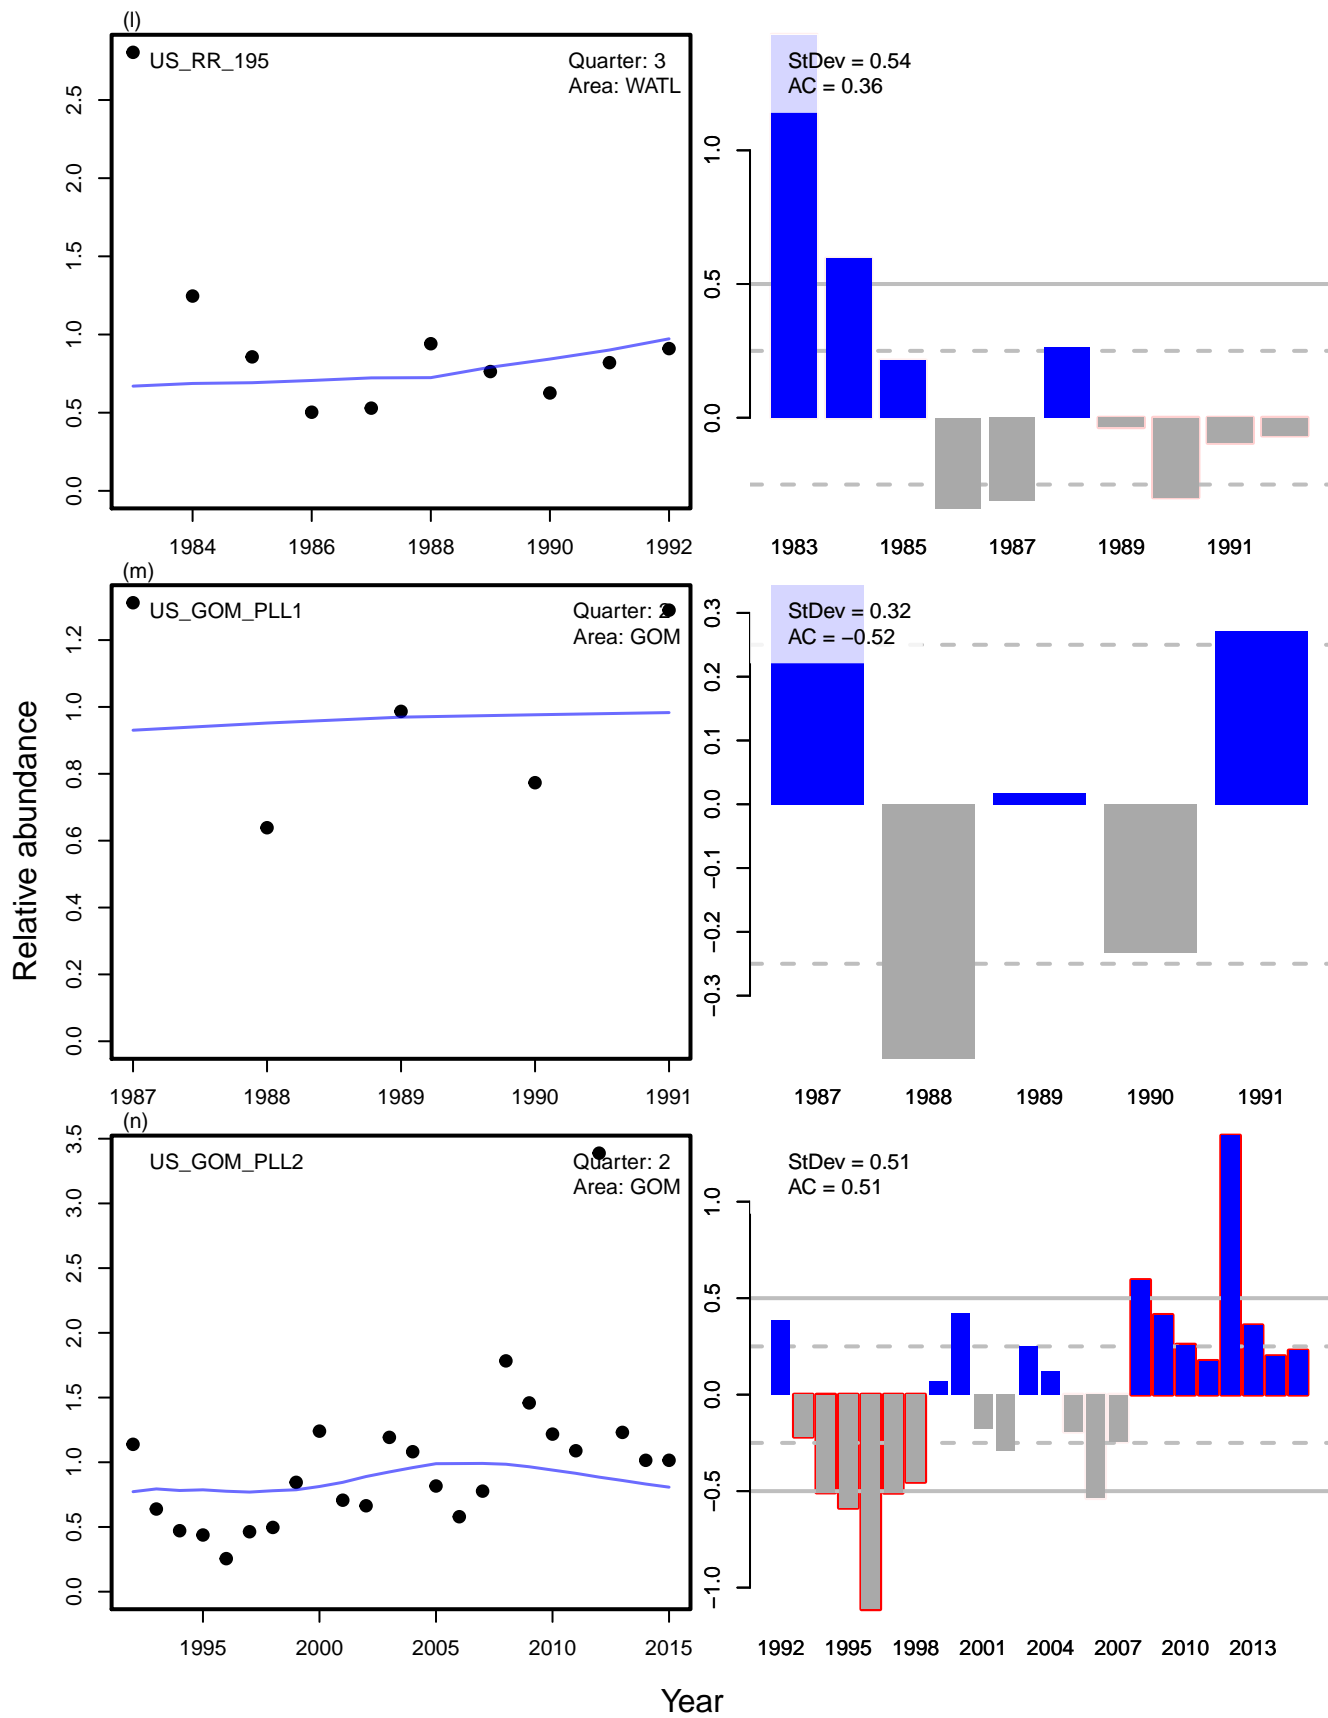 (l)
US_RR_195
Quarter: 3
Area: WATL
0.0 0.5 1.0 1.5 2.0 2.5
1984 1986 1988 1990 1992
StDev = 0.54
AC = 0.36
0.0 0.5 1.0
1983 1985 1987 1989 1991
(m)
US_GOM_PLL1
Quarter: 2
Area: GOM
0.0 0.2 0.4 0.6 0.8 1.0 1.2
1987 1988 1989 1990 1991
StDev = 0.32
AC = −0.52
−0.3 −0.2 −0.1 0.0 0.1 0.2 0.3
1987 1988 1989 1990 1991
(n)
US_GOM_PLL2
Quarter: 2
Area: GOM
0.0 0.5 1.0 1.5 2.0 2.5 3.0 3.5
1995 2000 2005 2010 2015
StDev = 0.51
AC = 0.51
−1.0 −0.5 0.0 0.5 1.0
1992 1995 1998 2001 2004 2007 2010 2013
Relative abundance
Year